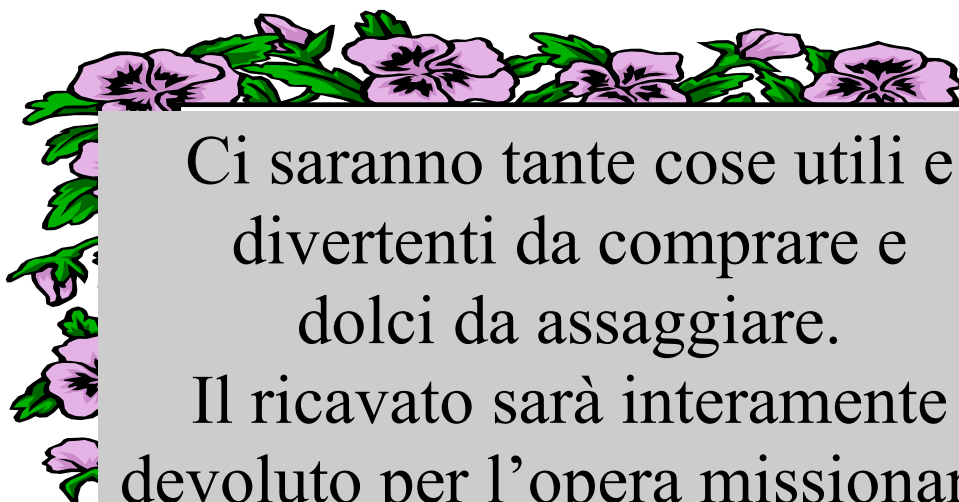 Ci saranno tante cose utili e
divertenti da comprare e
dolci da assaggiare.
Il ricavato sarà interamente
devoluto per l’opera